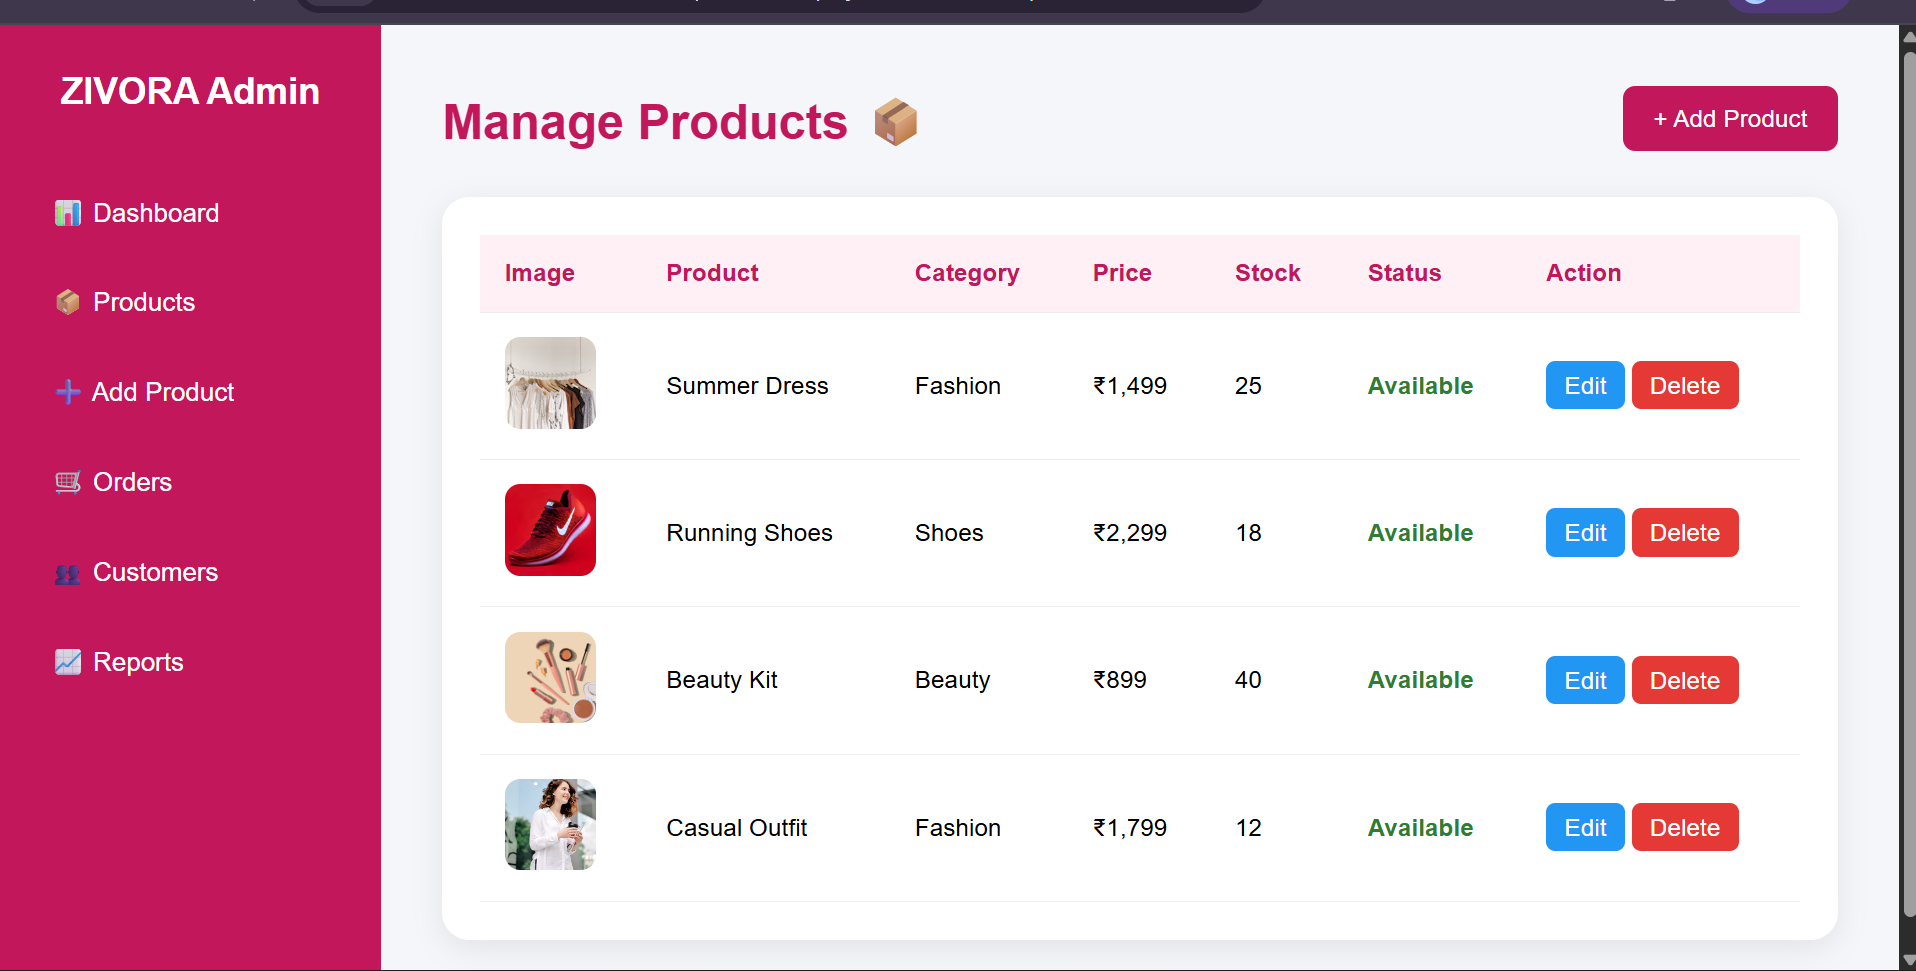 ZIVORA Admin
Dashboard
Products
Add Product
Orders
Customers
Reports
Manage Products
+ Add Product
Image Product Category Price Stock Status Action
Summer Dress Fashion ₹1,499 25 Available Edit Delete
Running Shoes Shoes ₹2,299 18 Available Edit Delete
Beauty Kit Beauty ₹899 40 Available Edit Delete
Casual Outfit Fashion ₹1,799 12 Available Edit Delete